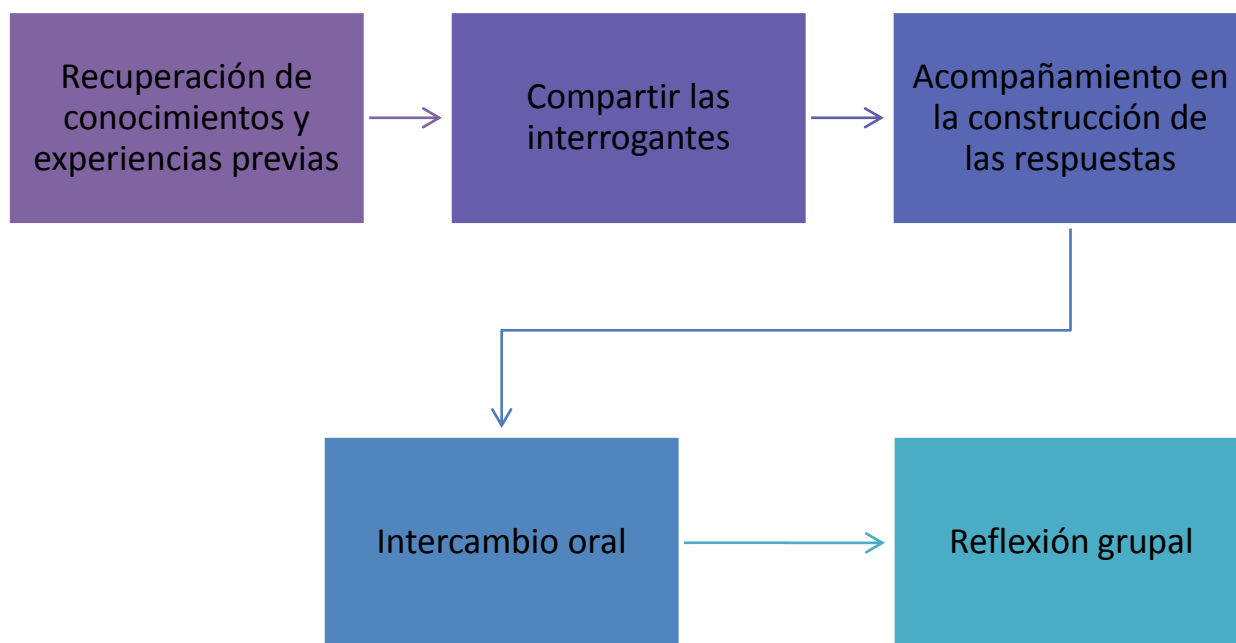 Recuperación de
conocimientos y
experiencias previas
Compartir las
interrogantes
Acompañamiento en
la construcción de
las respuestas
Intercambio oral
Reflexión grupal